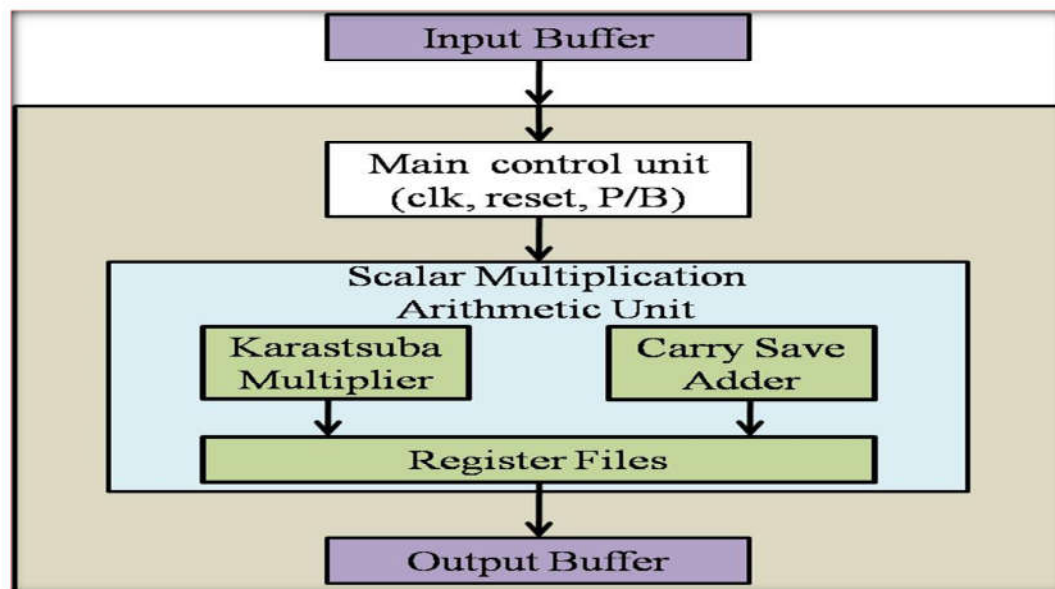 Input Buffer
Main control unit
(clk, reset, P/B)
Scalar Multiplication
Arithmetic Unit
Karastsuba
Multiplier
Carry Save
Adder
Register Files
Output Buffer